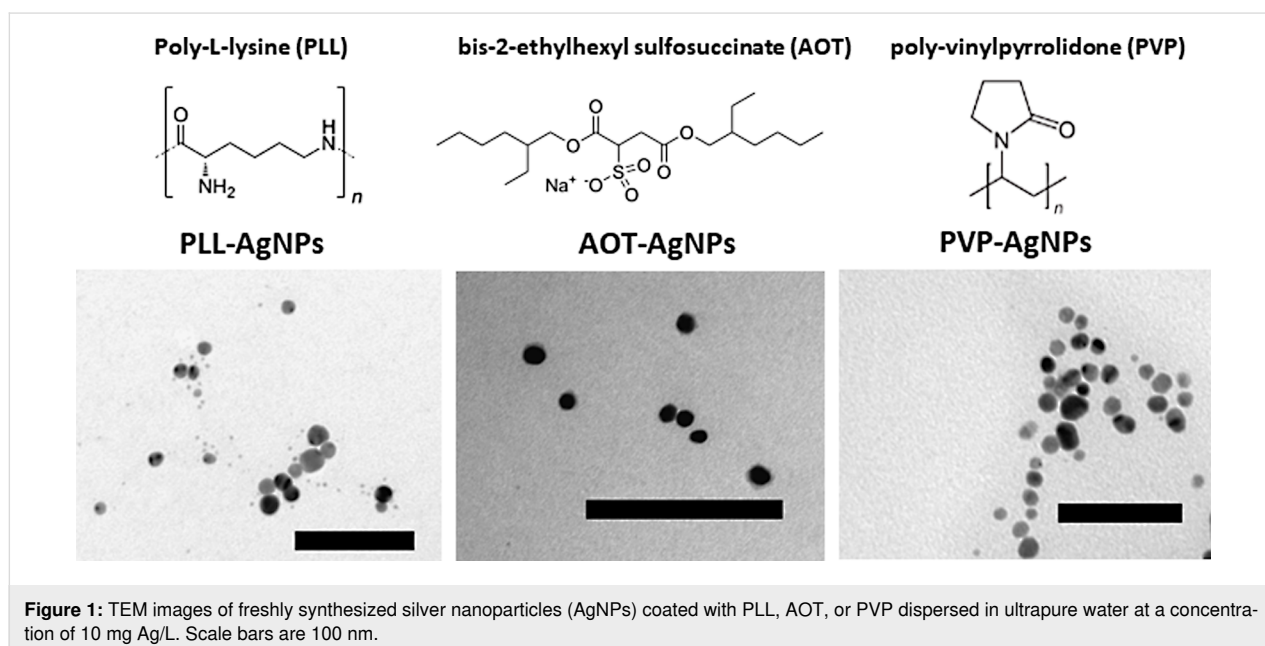 Poly-L-lysine (PLL)
bis-2-ethylhexyl sulfosuccinate (AOT)
poly-vinylpyrrolidone (PVP)
O
H
N
NH2
n
O
O
O
O
S
O
O
Na+ -O
N
O
n
PLL-AgNPs
AOT-AgNPs
PVP-AgNPs
Figure 1: TEM images of freshly synthesized silver nanoparticles (AgNPs) coated with PLL, AOT, or PVP dispersed in ultrapure water at a concentra-
tion of 10 mg Ag/L. Scale bars are 100 nm.